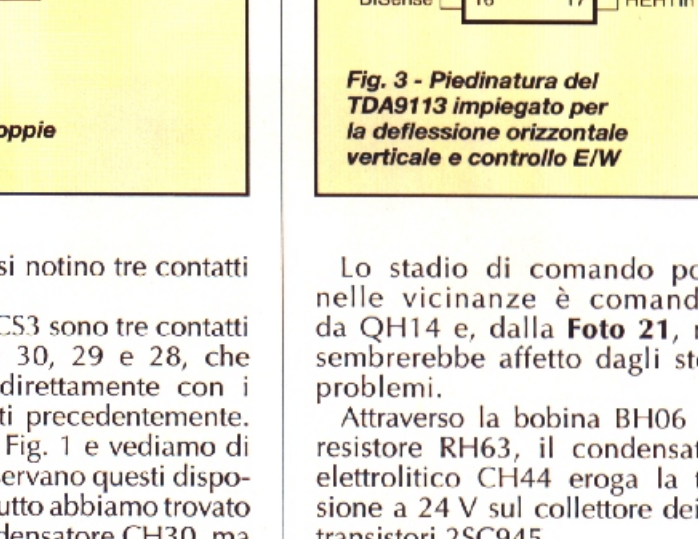 oppie
si notino tre contatti
CS3 sono tre contatti
30, 29 e 28, che
direttamente con i
ti precedentemente.
Fig. 1 e vediamo di
servano questi dispo-
utto abbiamo trovato
densatore CH30, ma
DiSense 16 17 HEHTIn
Fig. 3 - Piedinatura del
TDA9113 impiegato per
la deflessione orizzontale
verticale e controllo E/W
Lo stadio di comando po
nelle vicinanze è comand
da QH14 e, dalla Foto 21,
sembrerebbe affetto dagli ste
problemi.
Attraverso la bobina BH06
resistore RH63, il condensat
elettrolitico CH44 eroga la t
sione a 24 V sul collettore dei
transistori 2SC945